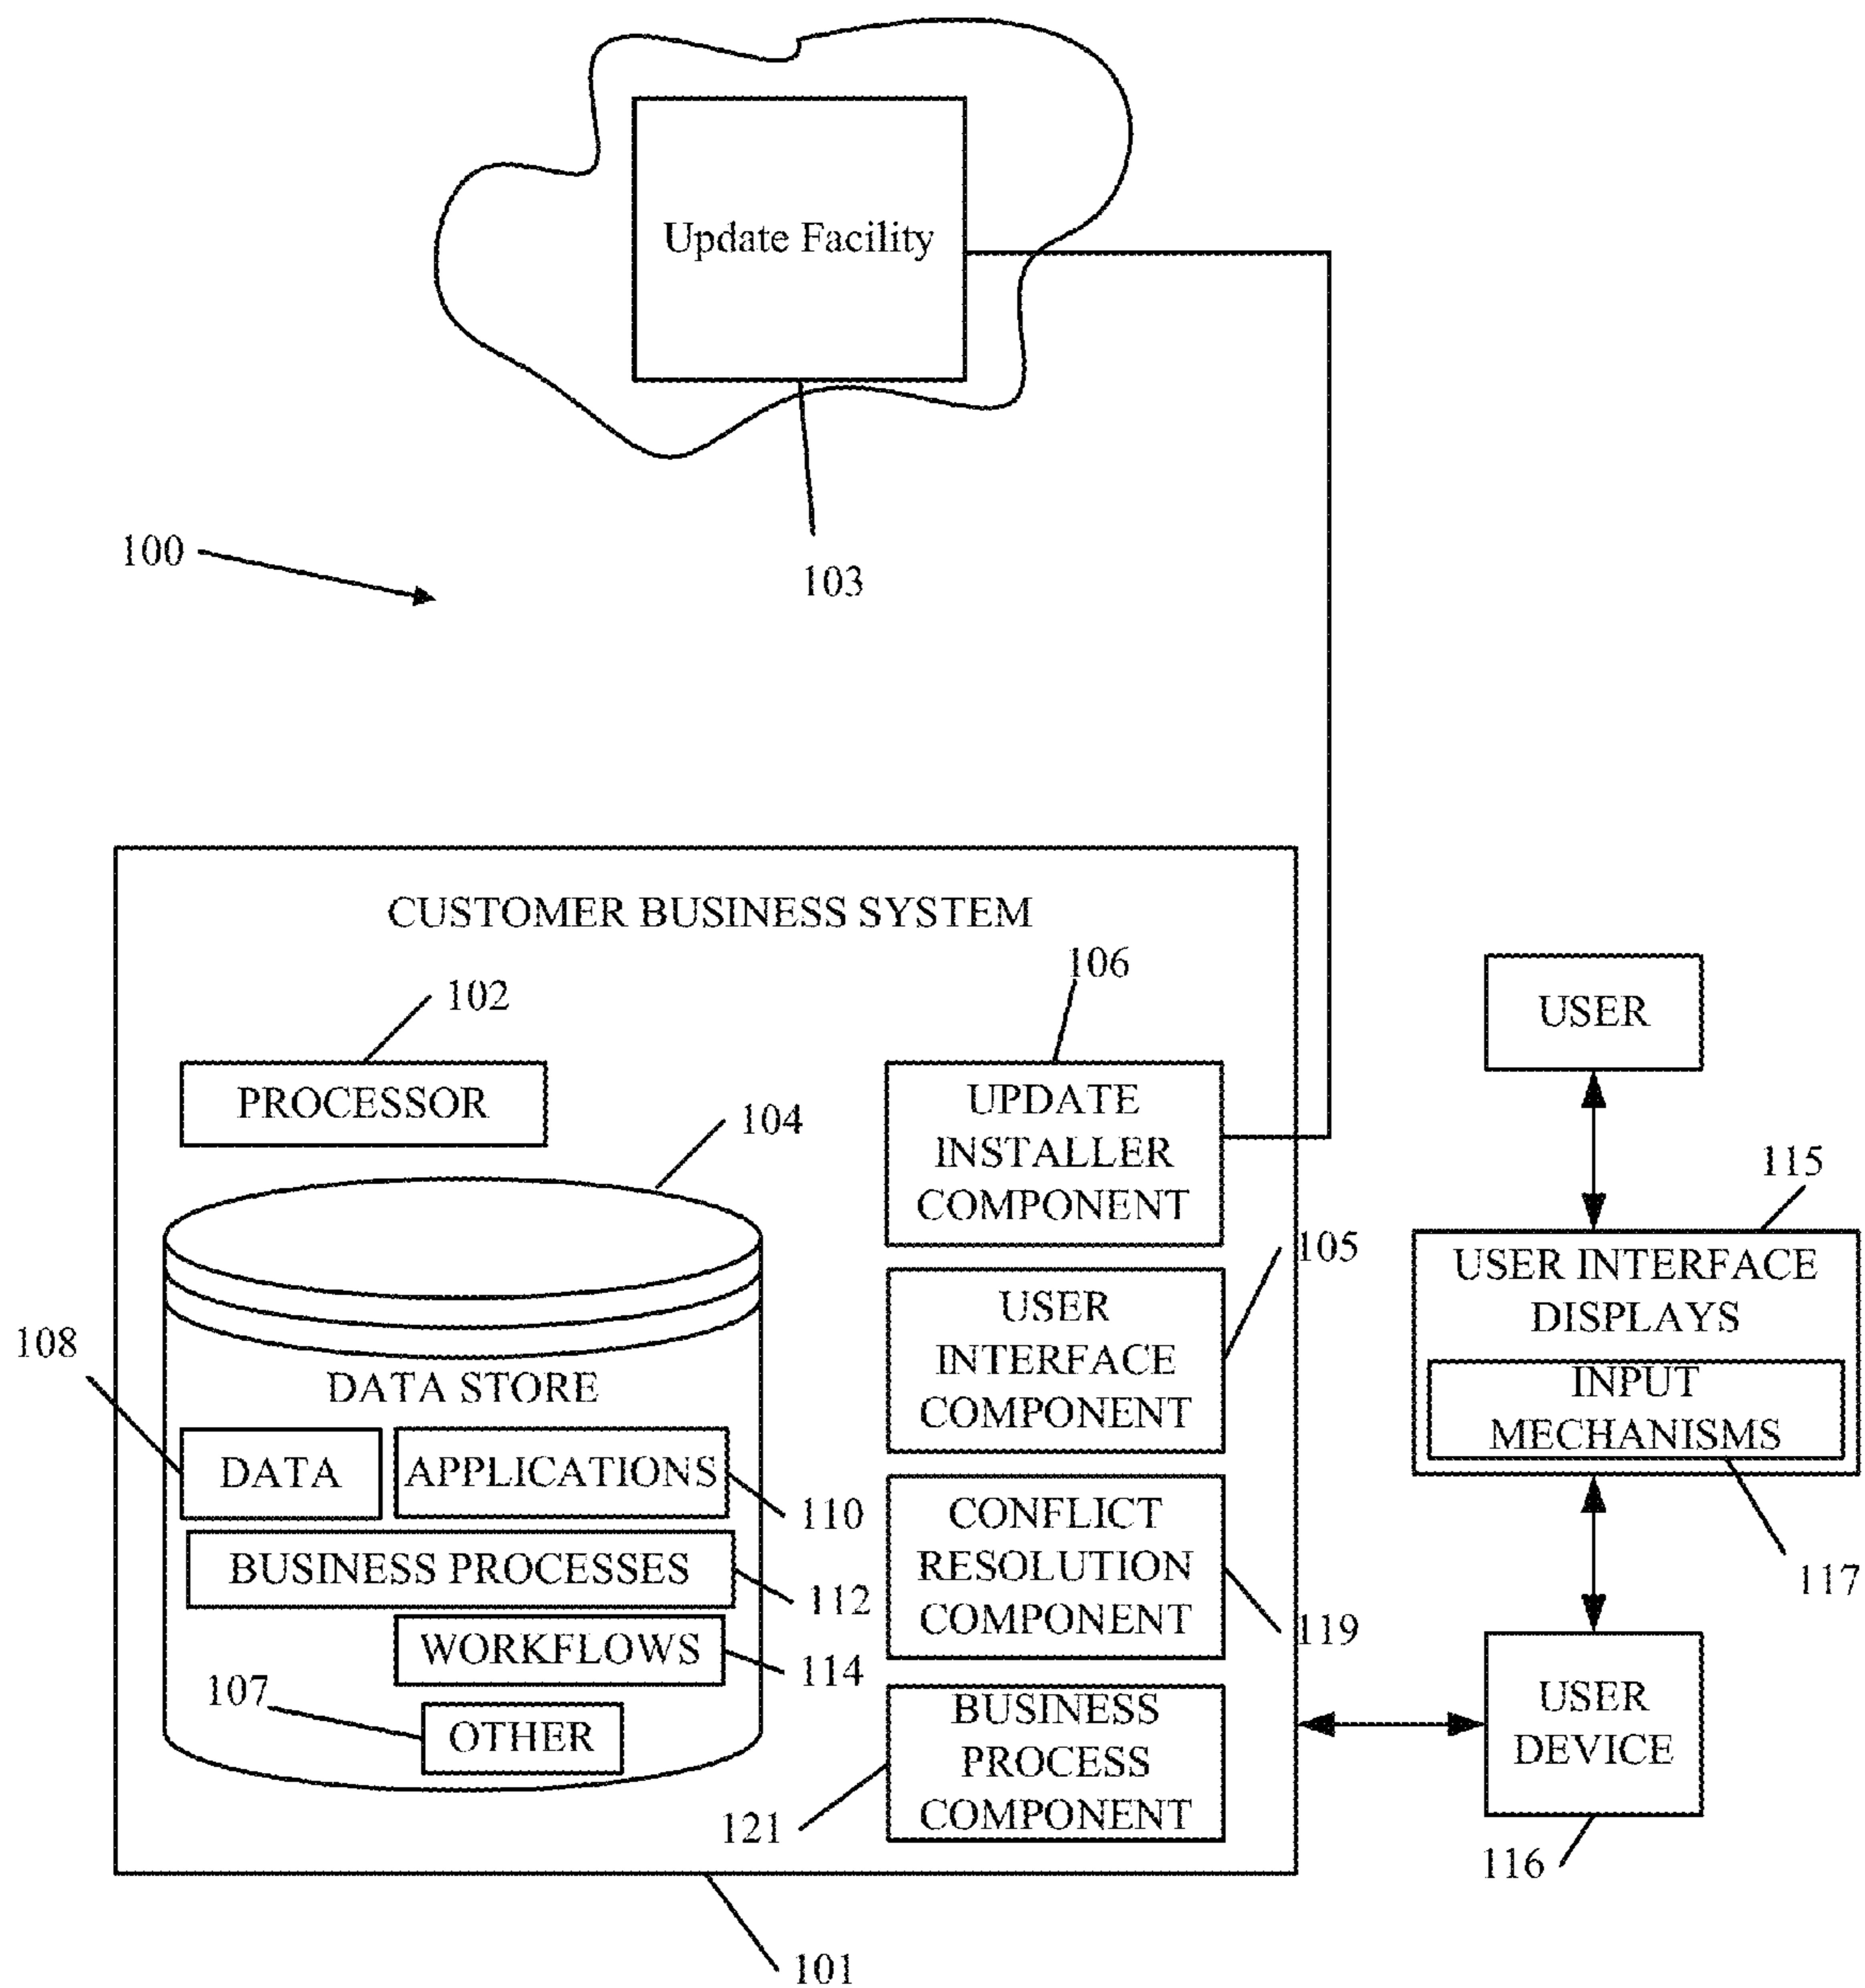 Update Facility
100
103
CUSTOMER BUSINESS SYSTEM
106
102
USER
PROCESSOR
UPDATE
INSTALLER
COMPONENT
104
115
105
USER INTERFACE
DISPLAYS
USER
INTERFACE
COMPONENT
108
DATA STORE
INPUT
MECHANISMS
DATA
APPLICATIONS
110
CONFLICT
RESOLUTION
COMPONENT
117
BUSINESS PROCESSES
112
119
WORKFLOWS
114
107
OTHER
BUSINESS
PROCESS
COMPONENT
USER
DEVICE
121
116
101